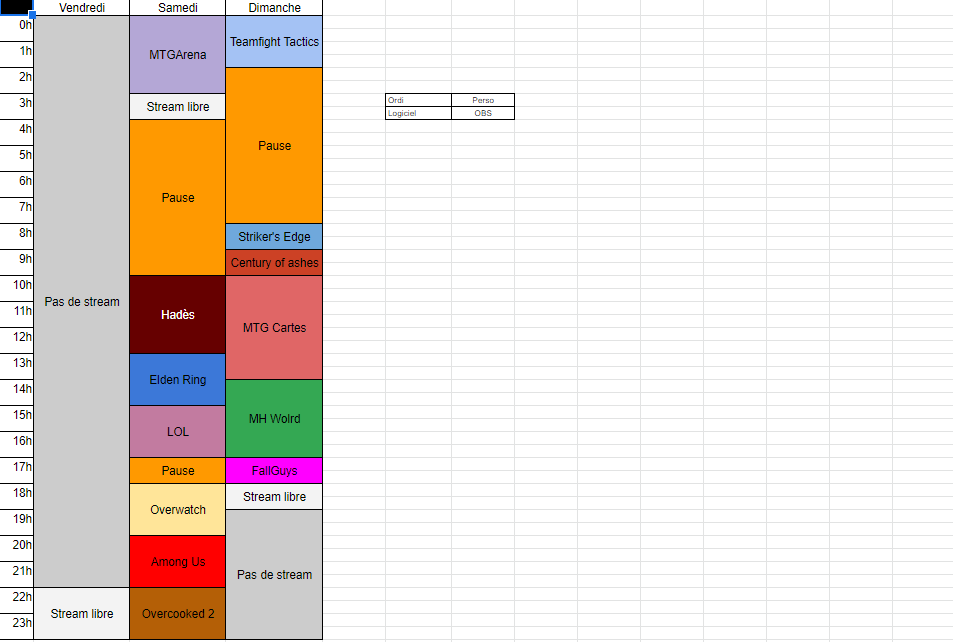 Vendredi Samedi Dimanche
0h
Teamfight Tactics
1h
MTGArena
2h
3h
Stream libre
Ordi Perso
Logiciel OBS
4h
5h
Pause
6h
7h
Pause
8h
Striker's Edge
9h
Century of ashes
10h
Pas de stream
11h
Hadès
MTG Cartes
12h
13h
Elden Ring
14h
MH Wolrd
15h
LOL
16h
17h
Pause
FallGuys
18h
Stream libre
Overwatch
19h
20h
Among Us
21h
Pas de stream
22h
Stream libre
Overcooked 2
23h